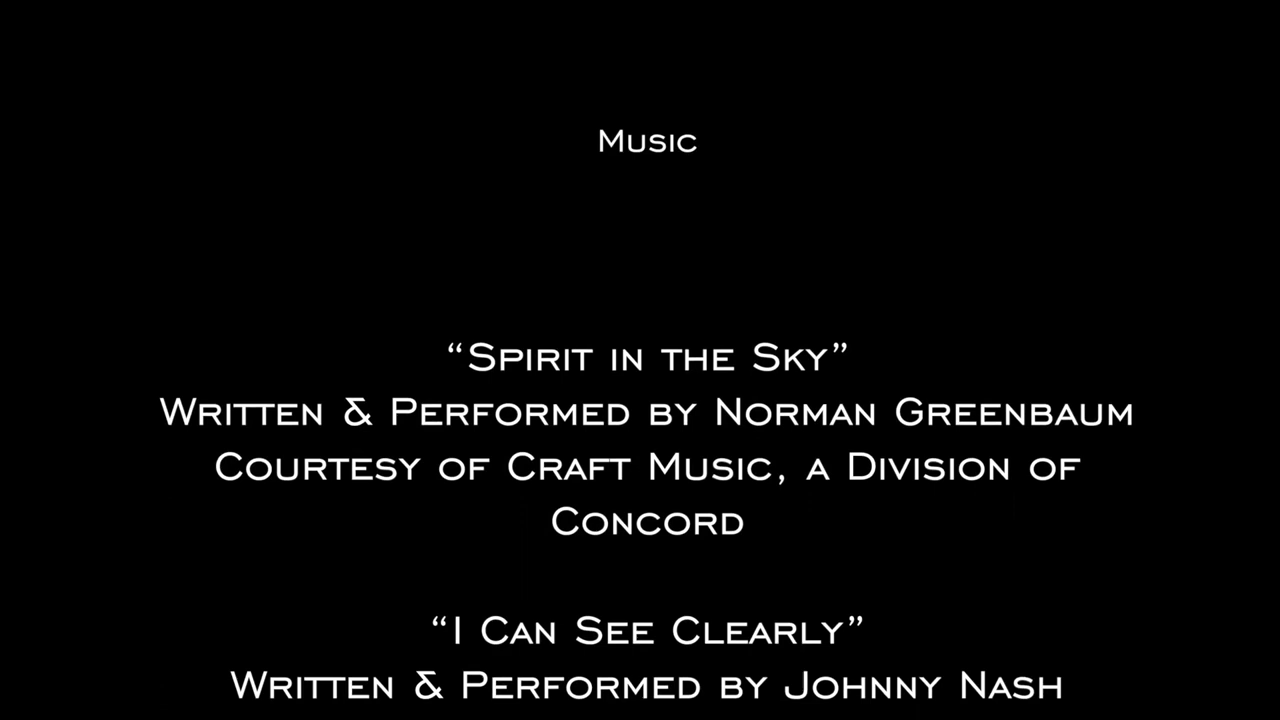 Music
“Spirit in the Sky”
Written & Performed by Norman Greenbaum
Courtesy of Craft Music, a Division of
Concord
“I Can See Clearly”
Written & Performed by Johnny Nash